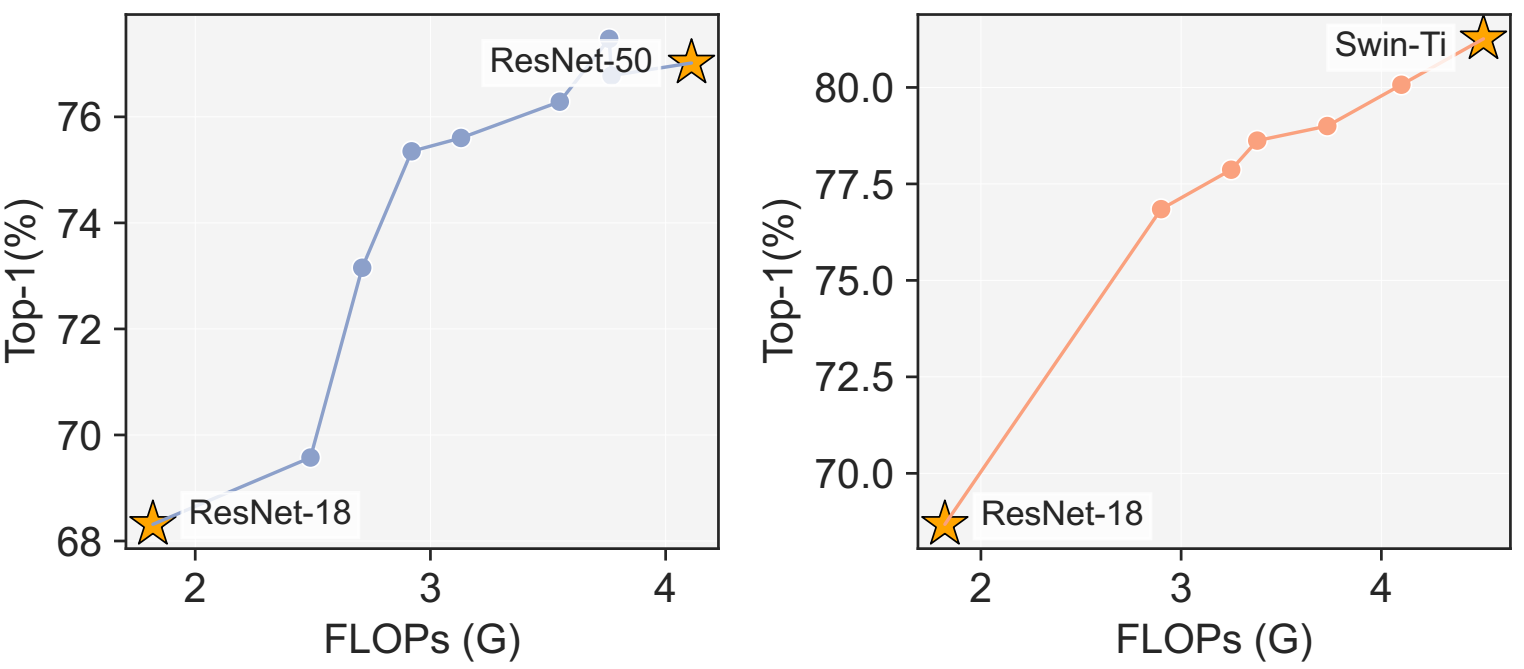 ResNet-50
76
74
72
70
68
Top-1(%)
ResNet-18
2 3 4
FLOPs (G)
Swin-Ti
80.0
77.5
75.0
72.5
70.0
Top-1(%)
ResNet-18
2 3 4
FLOPs (G)